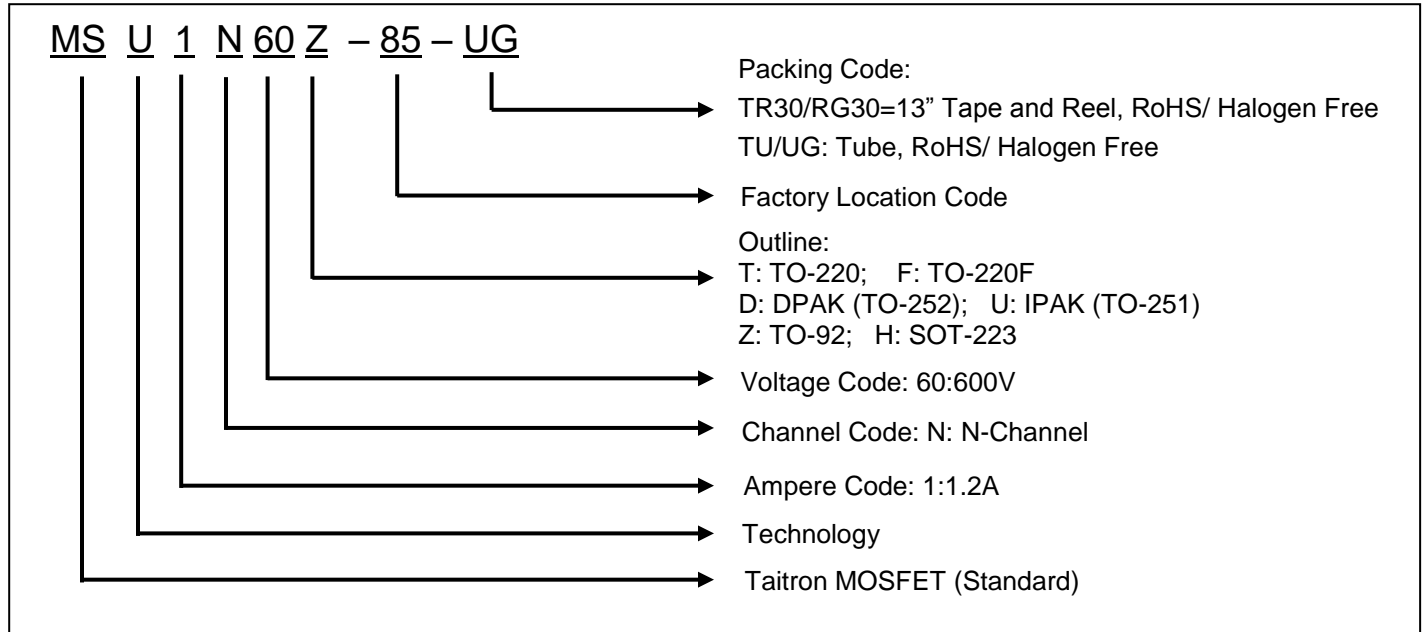 MS U 1 N 60 Z – 85 – UG
Packing Code:
TR30/RG30=13” Tape and Reel, RoHS/ Halogen Free
TU/UG: Tube, RoHS/ Halogen Free
Factory Location Code
Outline:
T: TO-220; F: TO-220F
D: DPAK (TO-252); U: IPAK (TO-251)
Z: TO-92; H: SOT-223
Voltage Code: 60:600V
Channel Code: N: N-Channel
Ampere Code: 1:1.2A
Technology
Taitron MOSFET (Standard)